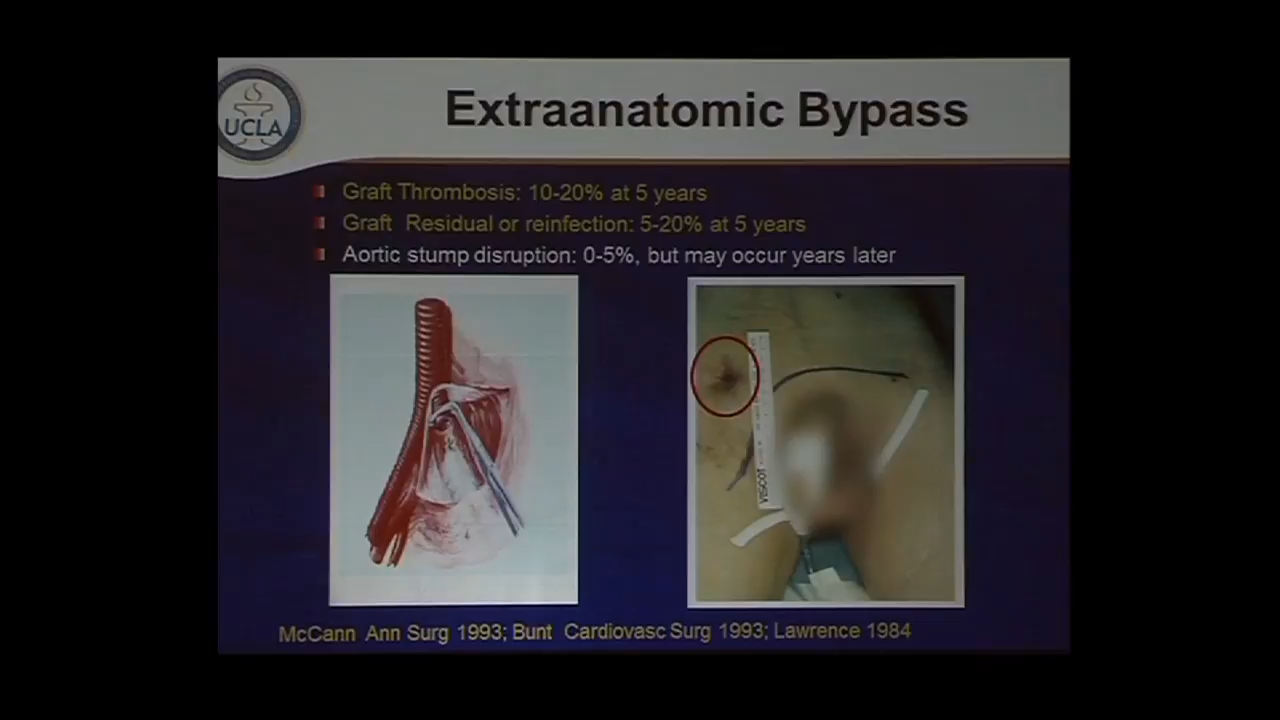 UCLA
Extraanatomic Bypass
Graft Thrombosis: 10-20% at 5 years
Graft Residual or reinfection: 5-20% at 5 years
Aortic stump disruption: 0-5%, but may occur years later
VISCOT
McCann Ann Surg 1993; Bunt Cardiovasc Surg 1993; Lawrence 1984